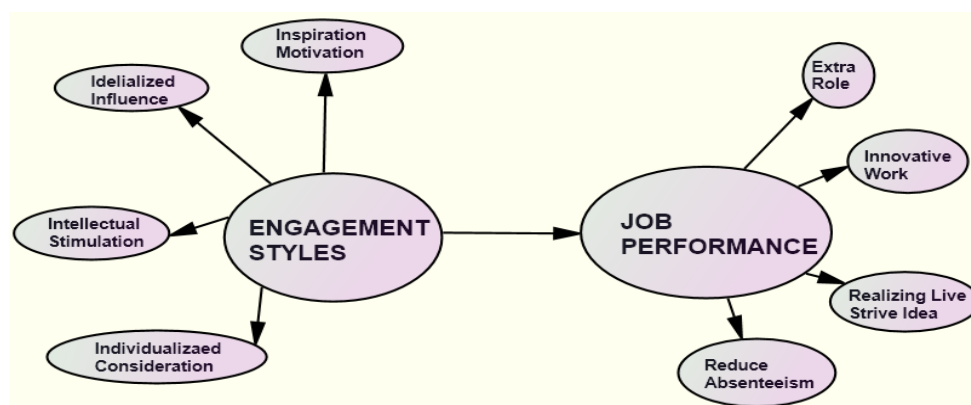 Inspiration
Motivation
Idelialized
Influence
Intellectual
Stimulation
Individualizaed
Consideration
ENGAGEMENT
STYLES
JOB
PERFORMANCE
Extra
Role
Innovative
Work
Realizing Live
Strive Idea
Reduce
Absenteeism